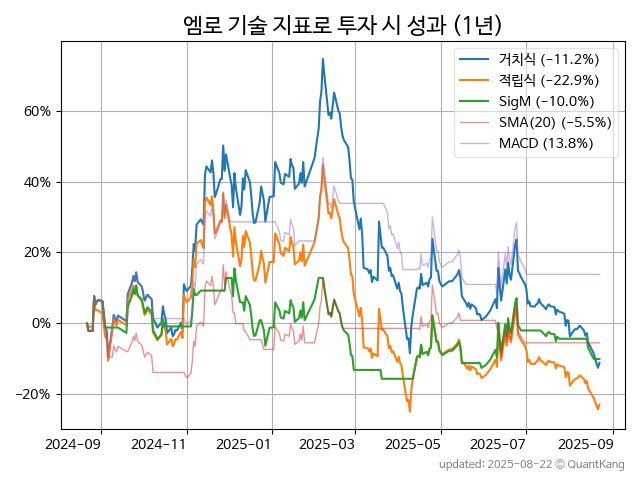 엠로 기술 지표로 투자 시 성과 (1년)
거치식 (−11.2%)
적립식 (−22.9%)
SigM (−10.0%)
SMA(20) (−5.5%)
MACD (13.8%)
60%
40%
20%
0%
−20%
2024-09 2024-11 2025-01 2025-03 2025-05 2025-07 2025-09
updated: 2025-08-22 © QuantKang